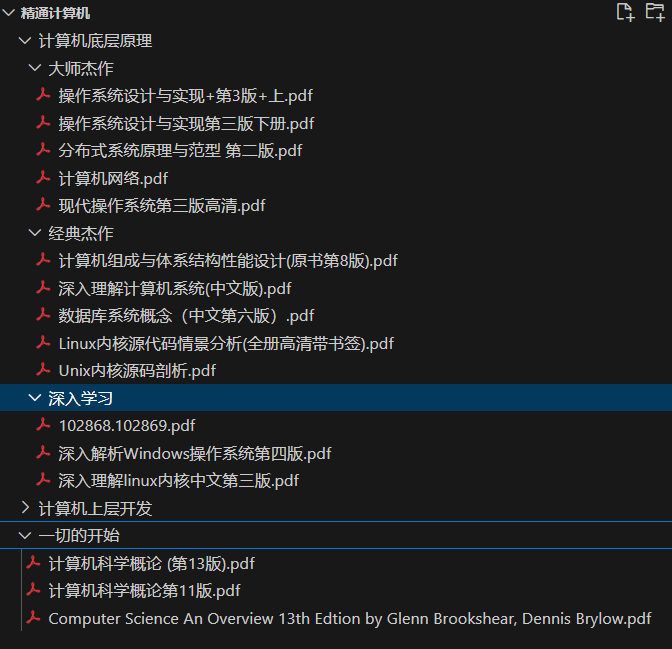 精通计算机
计算机底层原理
大师杰作
操作系统设计与实现+第3版+上.pdf
操作系统设计与实现第三版下册.pdf
分布式系统原理与范型 第二版.pdf
计算机网络.pdf
现代操作系统第三版高清.pdf
经典杰作
计算机组成与体系结构性能设计(原书第8版).pdf
深入理解计算机系统(中文版).pdf
数据库系统概念（中文第六版）.pdf
Linux内核源代码情景分析(全册高清带书签).pdf
Unix内核源码剖析.pdf
深入学习
102868.102869.pdf
深入解析Windows操作系统第四版.pdf
深入理解linux内核中文第三版.pdf
计算机上层开发
一切的开始
计算机科学概论 (第13版).pdf
计算机科学概论第11版.pdf
Computer Science An Overview 13th Edtion by Glenn Brookshear, Dennis Brylow.pdf